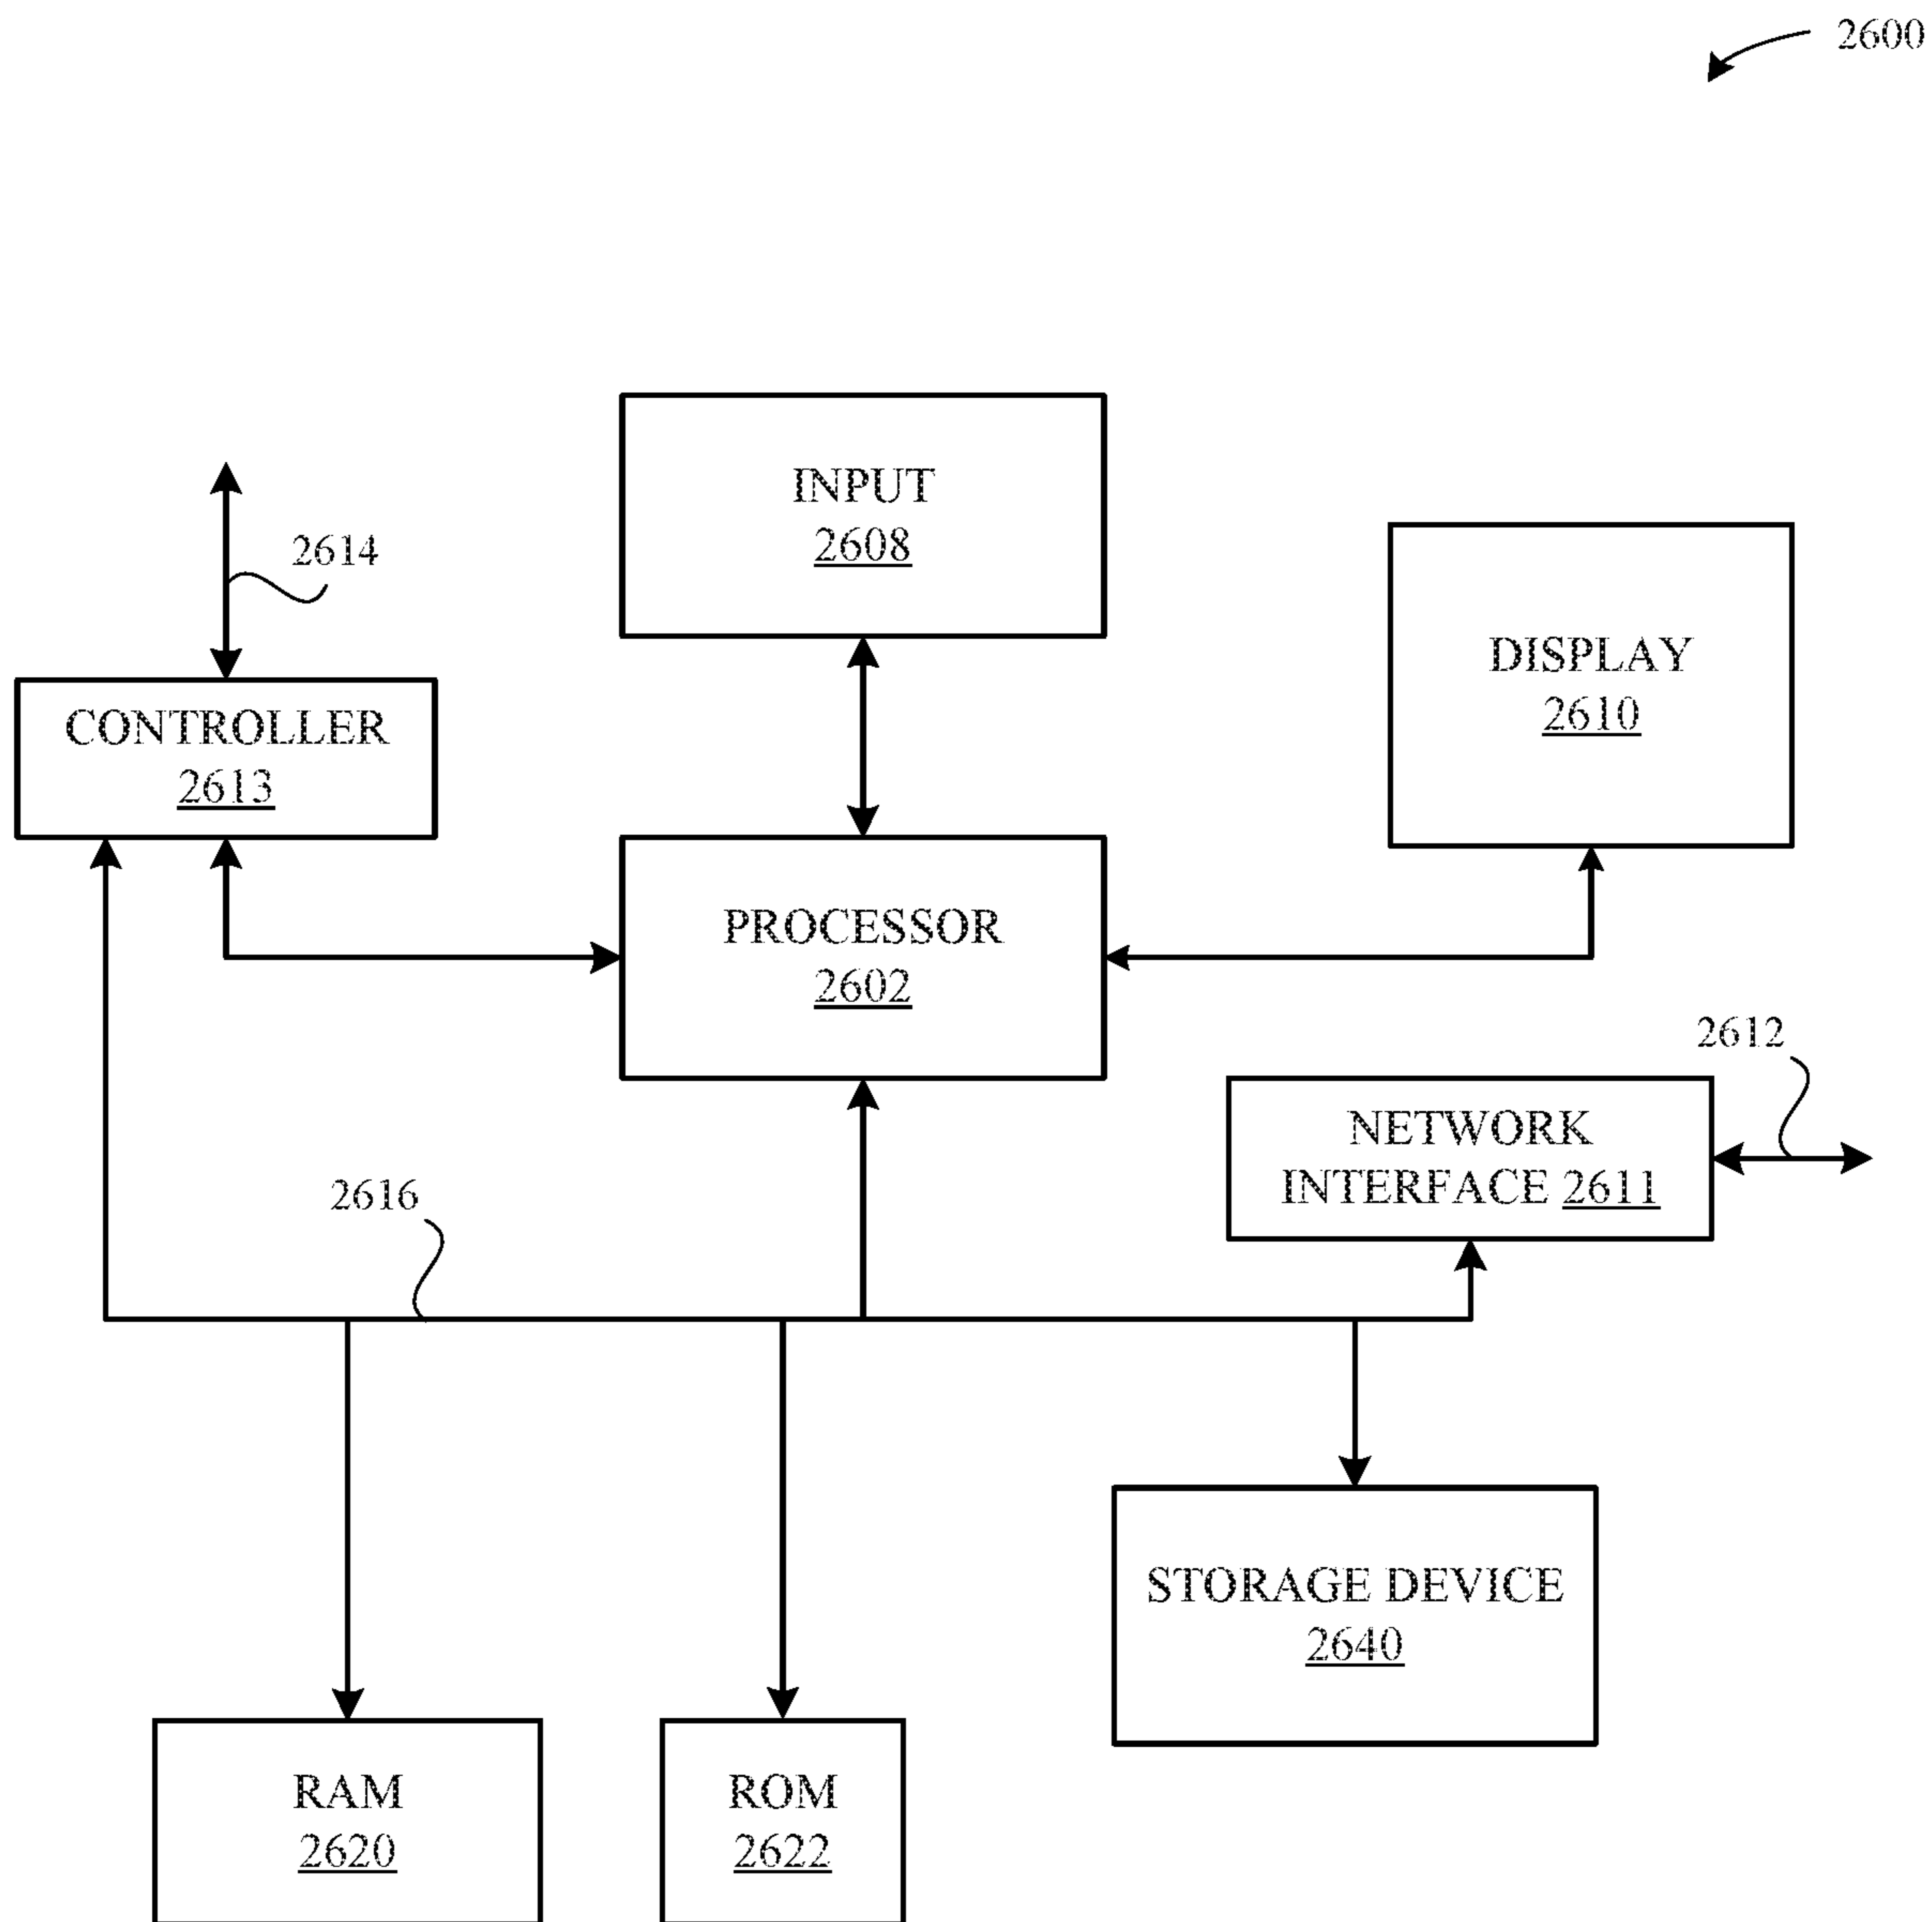 2600
INPUT
2608
2614
DISPLAY
2610
CONTROLLER
2613
PROCESSOR
2602
2612
NETWORK
INTERFACE 2611
2616
STORAGE DEVICE
2640
RAM
2620
ROM
2622